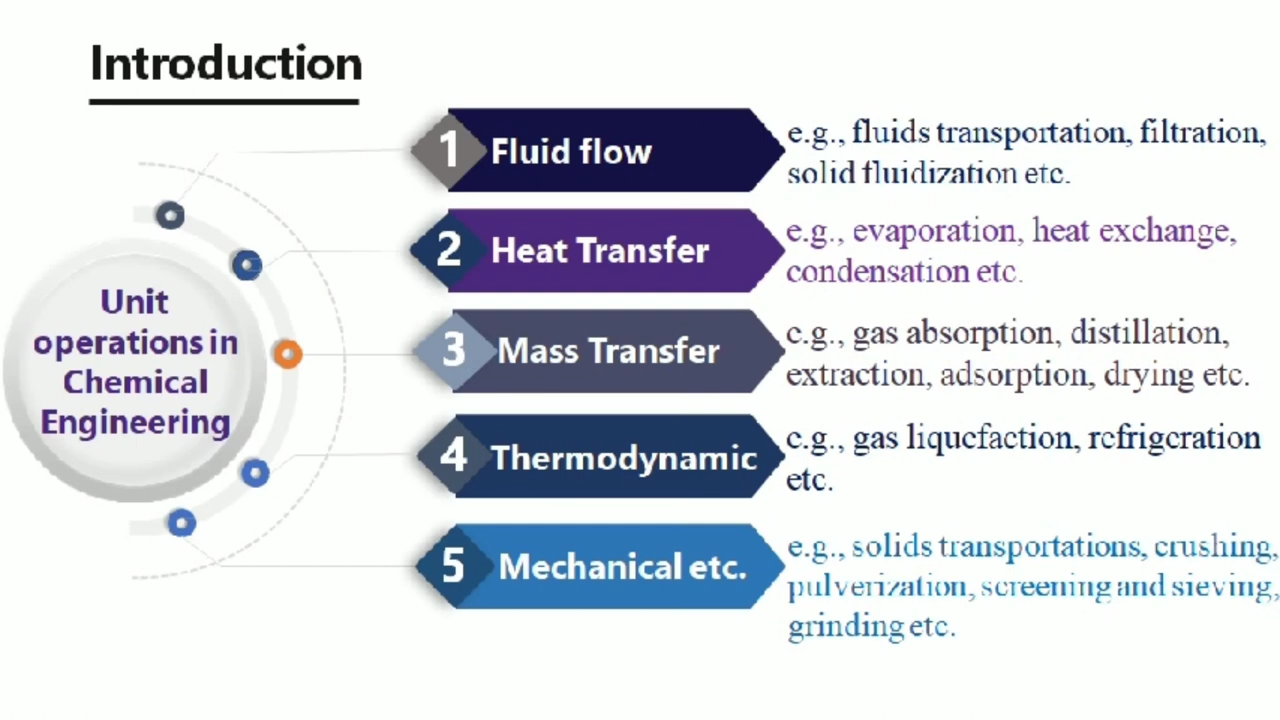 Introduction
Unit
operations in
Chemical
Engineering
1 Fluid flow
e.g., fluids transportation, filtration,
solid fluidization etc.
2 Heat Transfer
e.g., evaporation, heat exchange,
condensation etc.
3 Mass Transfer
e.g., gas absorption, distillation,
extraction, adsorption, drying etc.
4 Thermodynamic
e.g., gas liquefaction, refrigeration
etc.
5 Mechanical etc.
e.g., solids transportations, crushing,
pulverization, screening and sieving,
grinding etc.